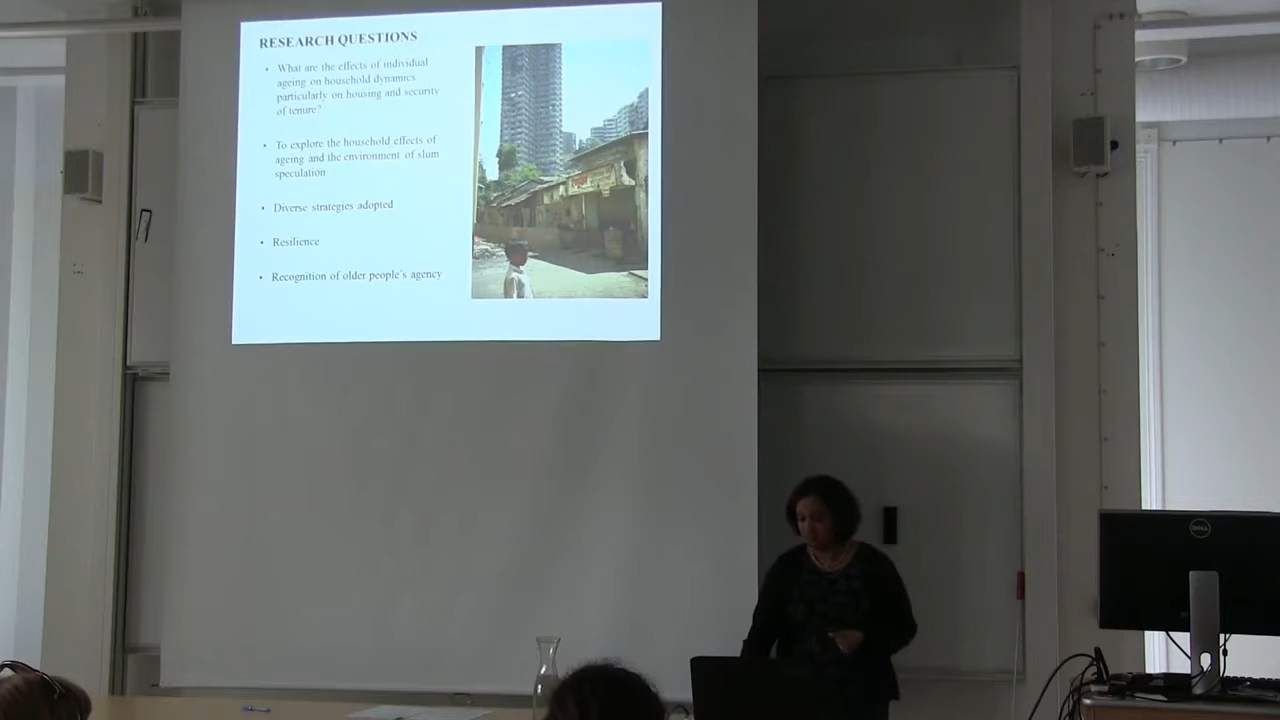 RESEARCH QUESTIONS
• What are the effects of individual
ageing on household dynamics
particularly on housing and security
of tenure?
• To explore the household effects of
ageing and the environment of slum
speculation
• Diverse strategies adopted
• Resilience
• Recognition of older people's agency
DELL